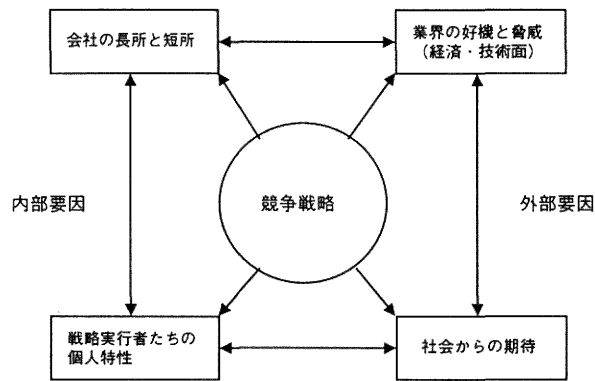 会社の長所と短所
業界の好機と脅威
（経済・技術面）
内部要因
競争戦略
外部要因
戦略実行者たちの
個人特性
社会からの期待